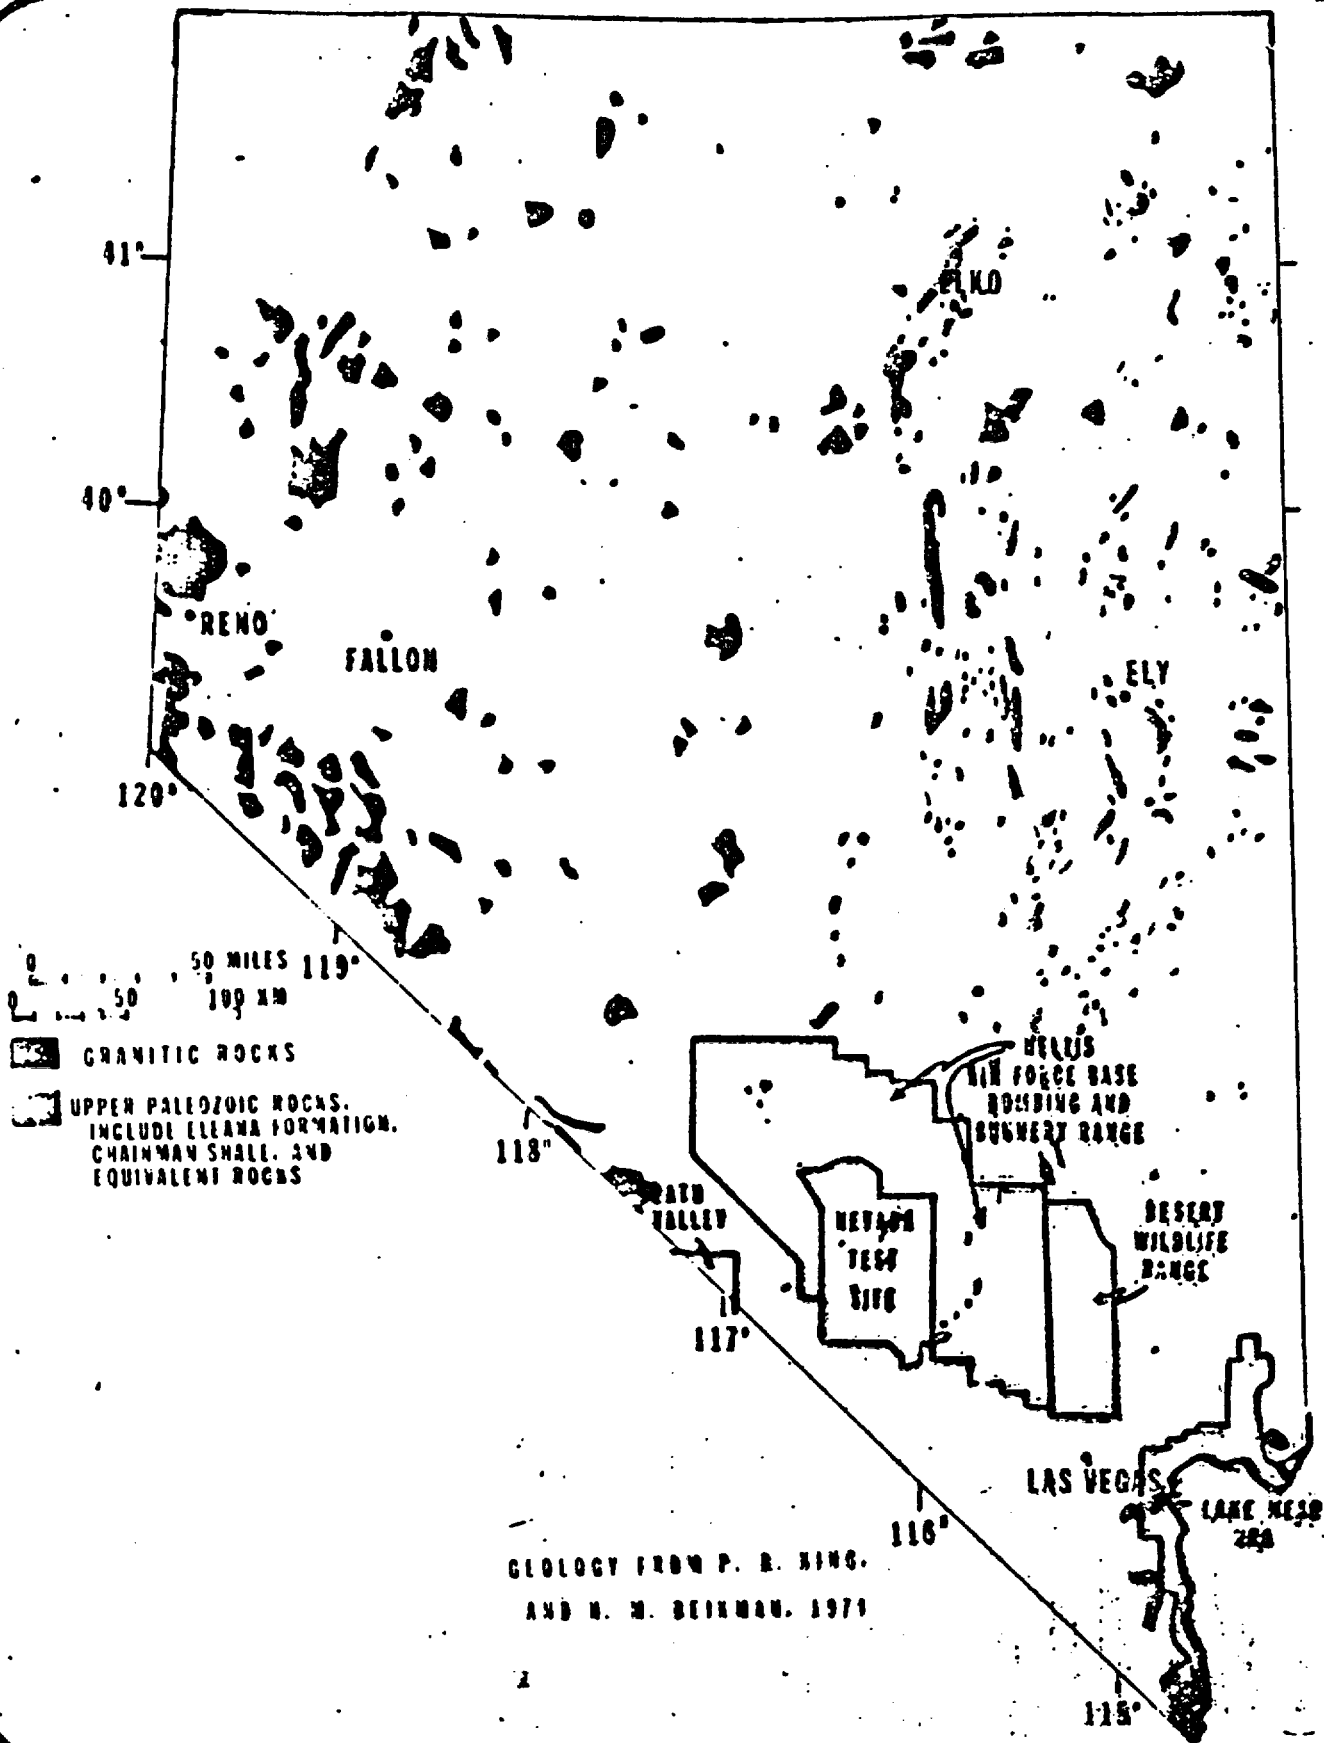 41°
ELKO
40°
RENO
FALLON
ELY
120°
0 50 MILES
119°
0 50 100 KM
GRANITIC ROCKS
UPPER PALEOZOIC ROCKS.
INCLUDE ELEANA FORMATION,
CHAINMAN SHALE, AND
EQUIVALENT ROCKS
NELLIS
AIR FORCE BASE
BOMBING AND
GUNNERY RANGE
118°
DEATH
VALLEY
NEVADA
TEST
SITE
DESERT
WILDLIFE
RANGE
117°
LAS VEGAS
LAKE MEAD
116°
GEOLOGY FROM P. B. KING,
AND H. M. BEIKMAN, 1974
115°